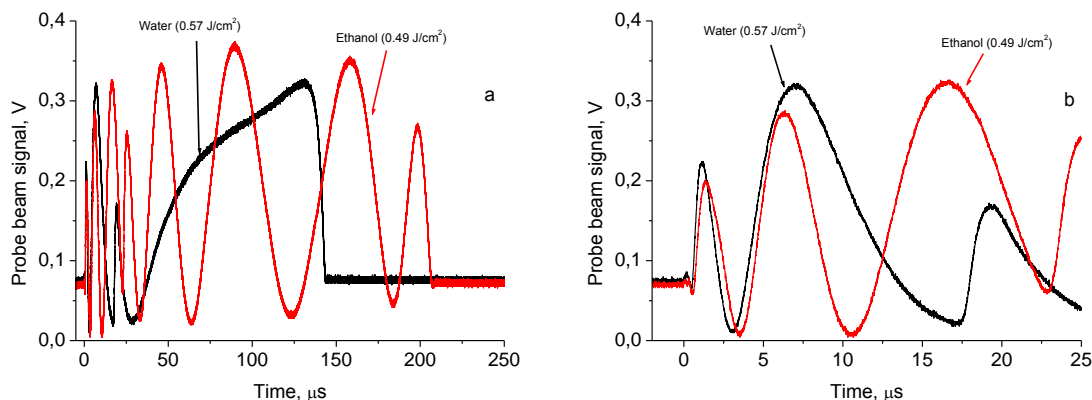 0,4
0,3
0,2
0,1
0,0
Probe beam signal, V
Water (0.57 J/cm²)
Ethanol (0.49 J/cm²)
a
0 50 100 150 200 250
Time, μs
0,4
0,3
0,2
0,1
0,0
Probe beam signal, V
Water (0.57 J/cm²)
Ethanol (0.49 J/cm²)
b
0 5 10 15 20 25
Time, μs